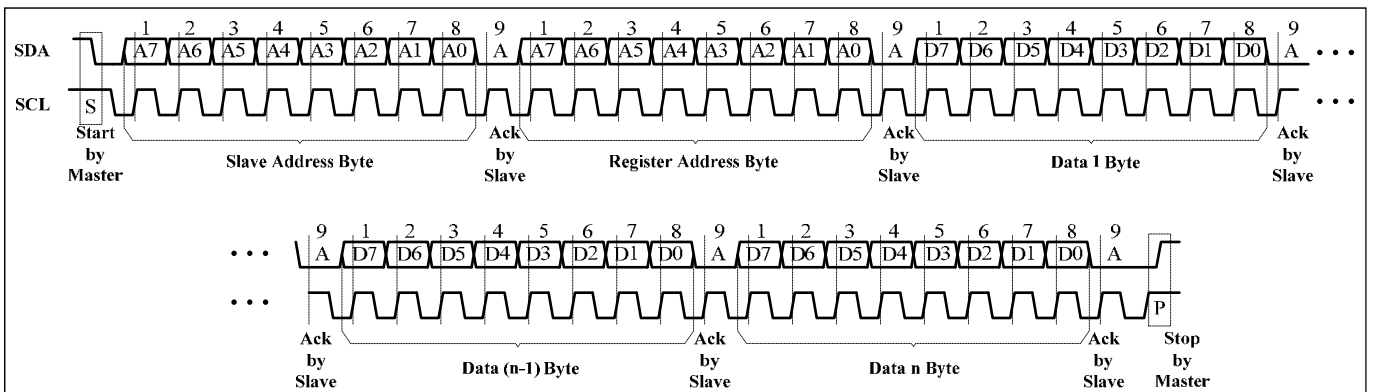 1 2 3 4 5 6 7 8 9 1 2 3 4 5 6 7 8 9 1 2 3 4 5 6 7 8 9
SDA A7 A6 A5 A4 A3 A2 A1 A0 A A7 A6 A5 A4 A3 A2 A1 A0 A D7 D6 D5 D4 D3 D2 D1 D0 A • • •
SCL S • • •
Start by Master
Slave Address Byte
Ack by Slave
Register Address Byte
Ack by Slave
Data 1 Byte
Ack by Slave
9 1 2 3 4 5 6 7 8 9 1 2 3 4 5 6 7 8 9
• • • A D7 D6 D5 D4 D3 D2 D1 D0 A D7 D6 D5 D4 D3 D2 D1 D0 A
• • • P
Ack by Slave
Data (n-1) Byte
Ack by Slave
Data n Byte
Ack by Slave
Stop by Master